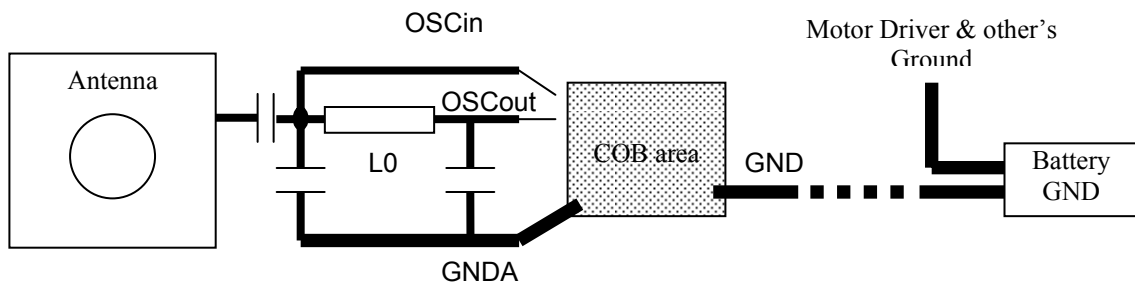 OSCin
Motor Driver & other's
Ground
Antenna
OSCout
COB area
L0
GND
Battery
GND
GNDA